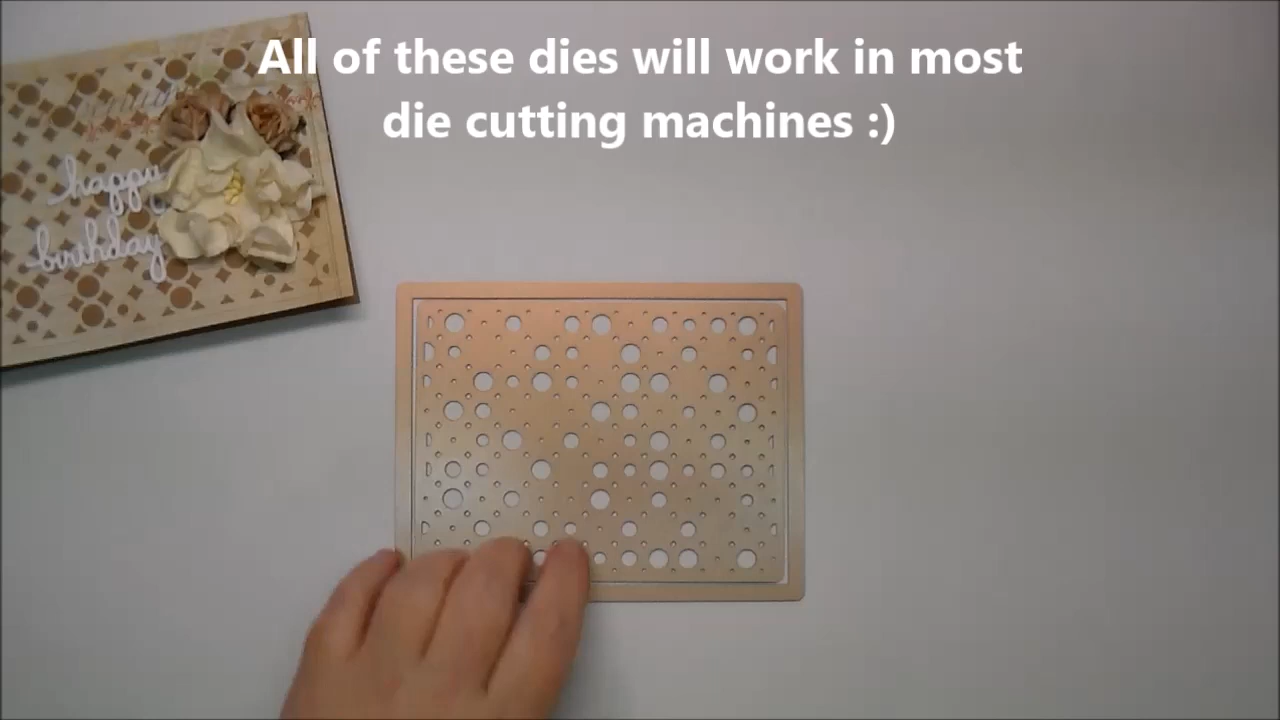 All of these dies will work in most
die cutting machines :)
happy
birthday